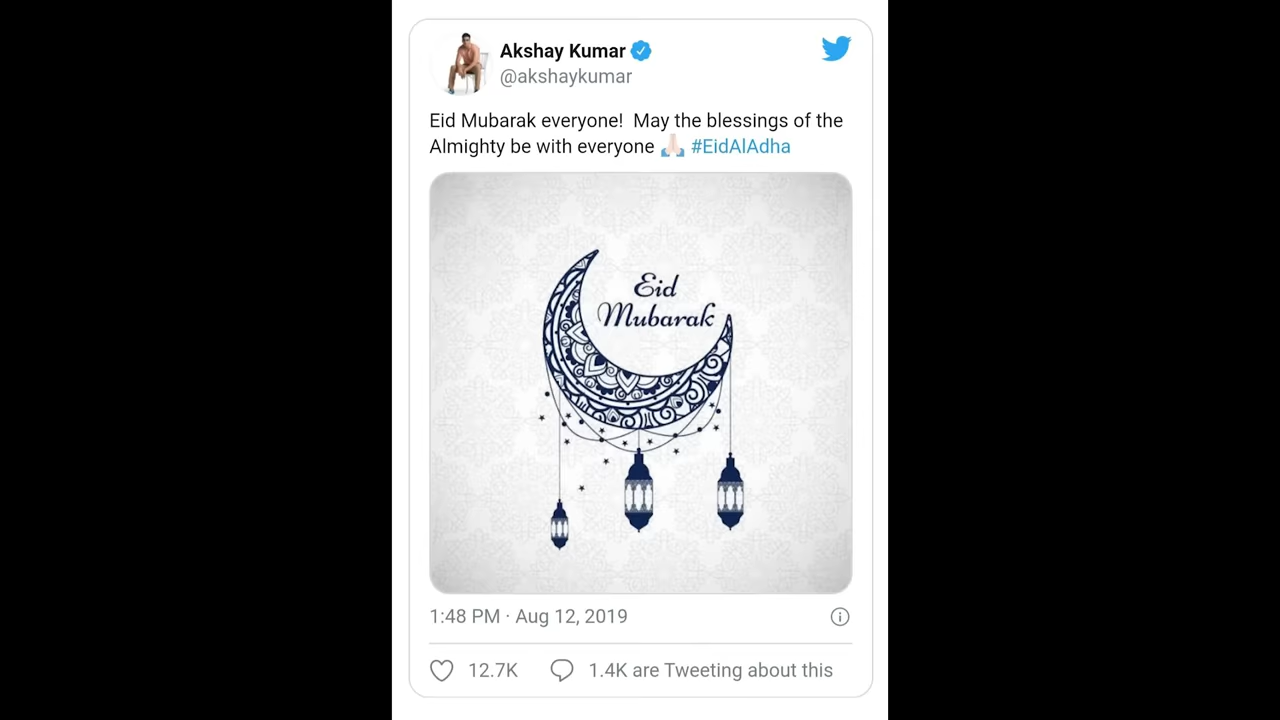 Akshay Kumar
@akshaykumar
Eid Mubarak everyone!  May the blessings of the
Almighty be with everyone 🙏🏻 #EidAlAdha
Eid
Mubarak
1:48 PM · Aug 12, 2019
12.7K
1.4K are Tweeting about this